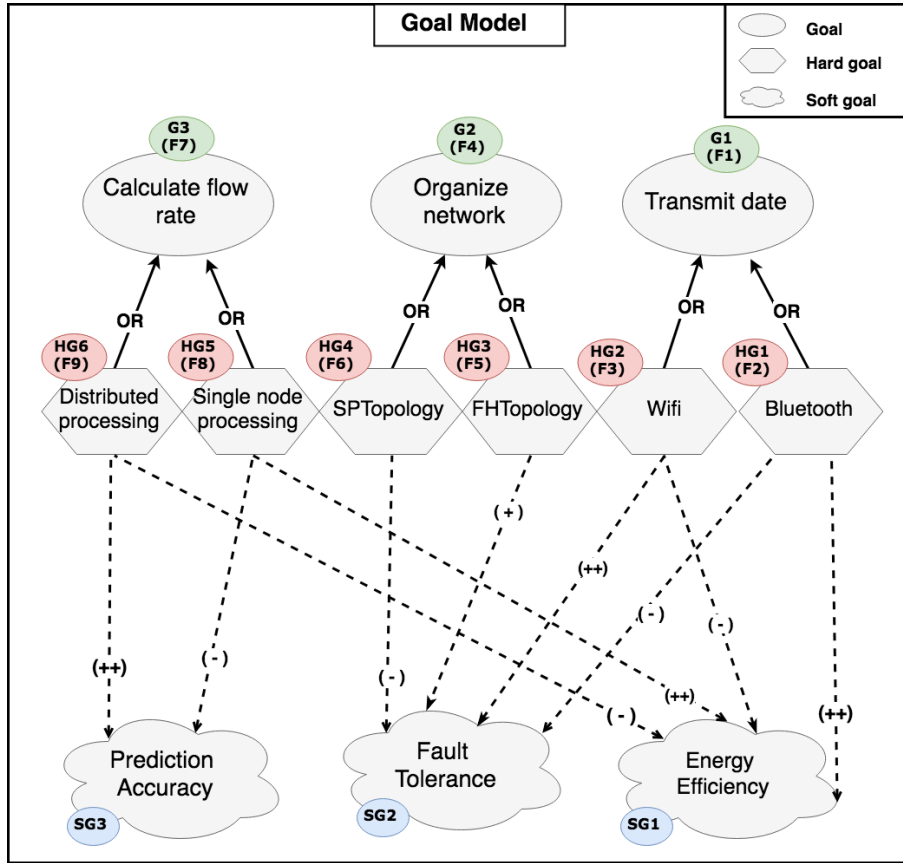 Goal Model
Goal
Hard goal
Soft goal
G3
(F7)
G2
(F4)
G1
(F1)
Calculate flow
rate
Organize
network
Transmit date
OR
OR
OR
OR
OR
OR
HG6
(F9)
HG5
(F8)
HG4
(F6)
HG3
(F5)
HG2
(F3)
HG1
(F2)
Distributed
processing
Single node
processing
SPTopology
FHTopology
Wifi
Bluetooth
( + )
(++)
( - )
( - )
(++)
( - )
( - )
(++)
( - )
(++)
Prediction
Accuracy
Fault
Tolerance
Energy
Efficiency
SG3
SG2
SG1